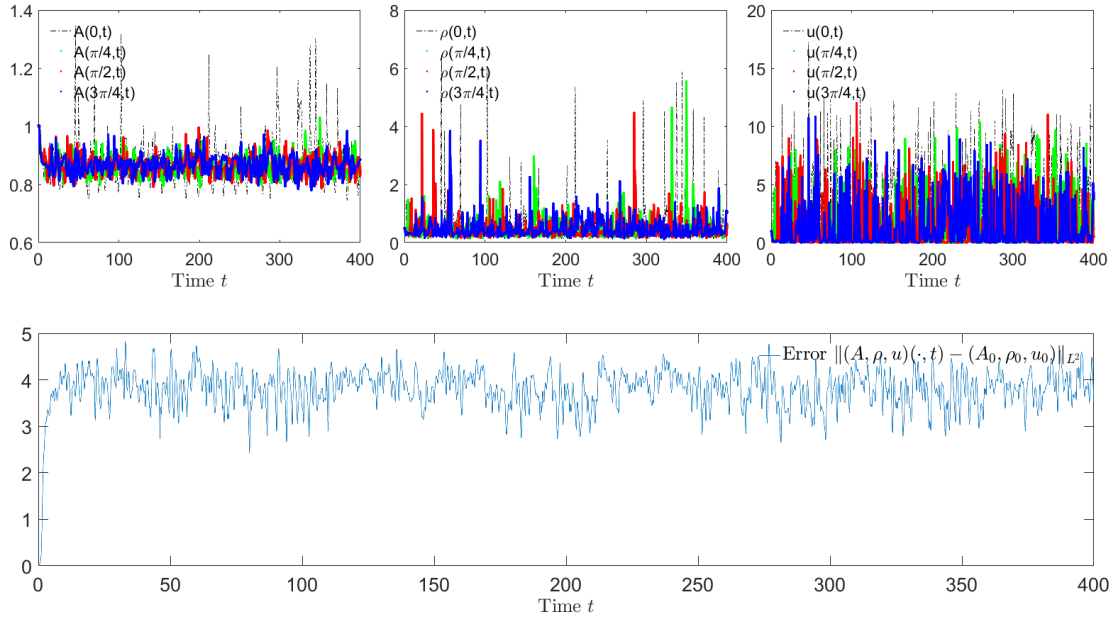 1.4
1.2
1.0
0.8
0.6
A(0,t)
A(π/4,t)
A(π/2,t)
A(3π/4,t)
0 100 200 300 400
Time t
8
6
4
2
0
ρ(0,t)
ρ(π/4,t)
ρ(π/2,t)
ρ(3π/4,t)
0 100 200 300 400
Time t
20
15
10
5
0
u(0,t)
u(π/4,t)
u(π/2,t)
u(3π/4,t)
0 100 200 300 400
Time t
5
4
3
2
1
0
Error ∥(A, ρ, u)(·, t) − (A₀, ρ₀, u₀)∥_{L²}
0 50 100 150 200 250 300 350 400
Time t